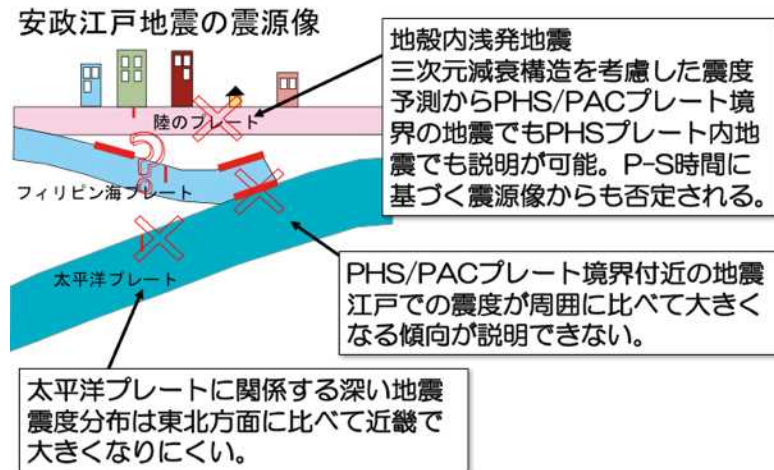 安政江戸地震の震源像
地殻内浅発地震
三次元減衰構造を考慮した震度
予測からPHS/PACプレート境
界の地震でもPHSプレート内地
震でも説明が可能。P-S時間に
基づく震源像からも否定される。
陸のプレート
?
フィリピン海プレート
太平洋プレート
PHS/PACプレート境界付近の地震
江戸での震度が周囲に比べて大きく
なる傾向が説明できない。
太平洋プレートに関係する深い地震
震度分布は東北方面に比べて近畿で
大きくなりにくい。